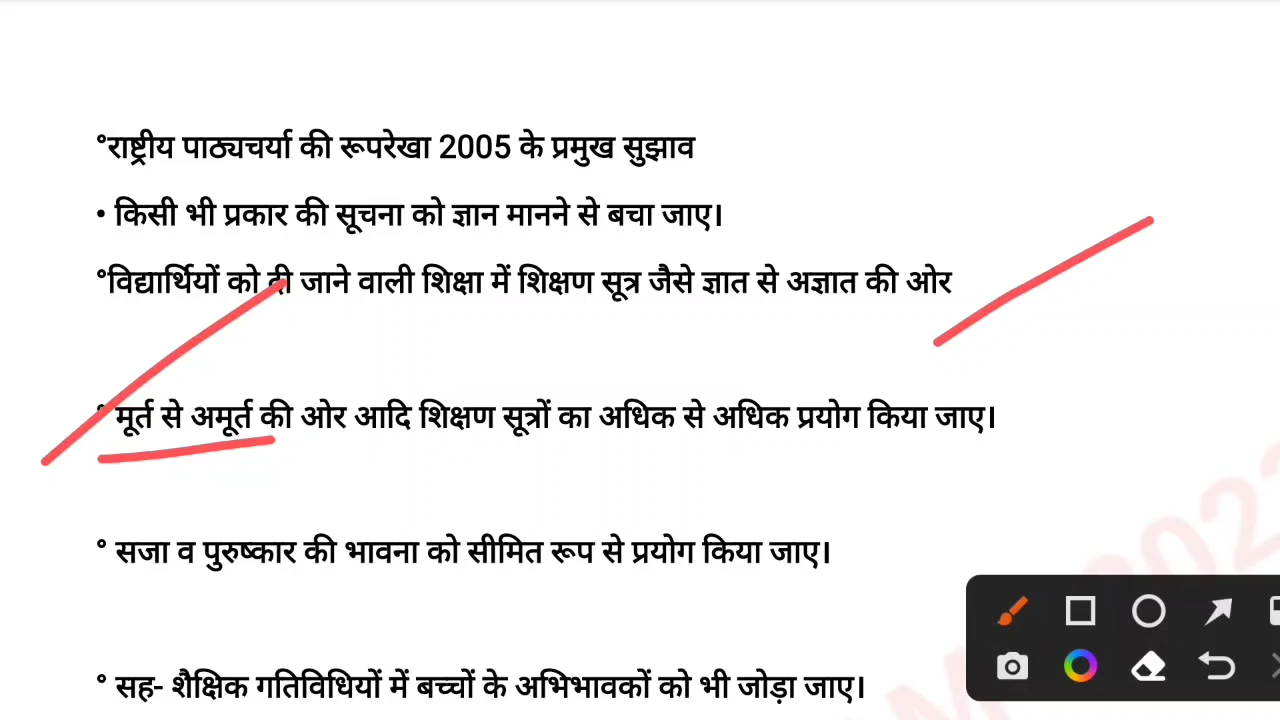 °राष्ट्रीय पाठ्यचर्या की रूपरेखा 2005 के प्रमुख सुझाव
• किसी भी प्रकार की सूचना को ज्ञान मानने से बचा जाए।
°विद्यार्थियों को दी जाने वाली शिक्षा में शिक्षण सूत्र जैसे ज्ञात से अज्ञात की ओर
° मूर्त से अमूर्त की ओर आदि शिक्षण सूत्रों का अधिक से अधिक प्रयोग किया जाए।
° सजा व पुरुष्कार की भावना को सीमित रूप से प्रयोग किया जाए।
° सह- शैक्षिक गतिविधियों में बच्चों के अभिभावकों को भी जोड़ा जाए।